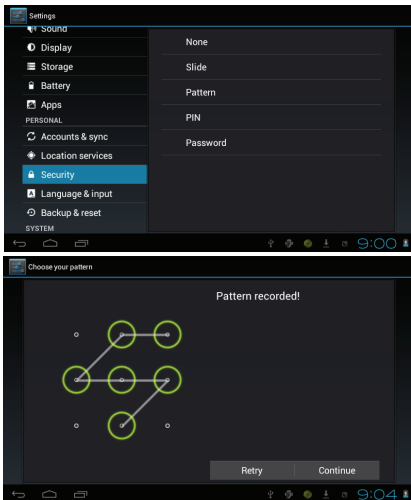 Settings
Sound
Display
Storage
Battery
Apps
PERSONAL
Accounts & sync
Location services
Security
Language & input
Backup & reset
SYSTEM
None
Slide
Pattern
PIN
Password
9:00
Choose your pattern
Pattern recorded!
Retry Continue
9:04